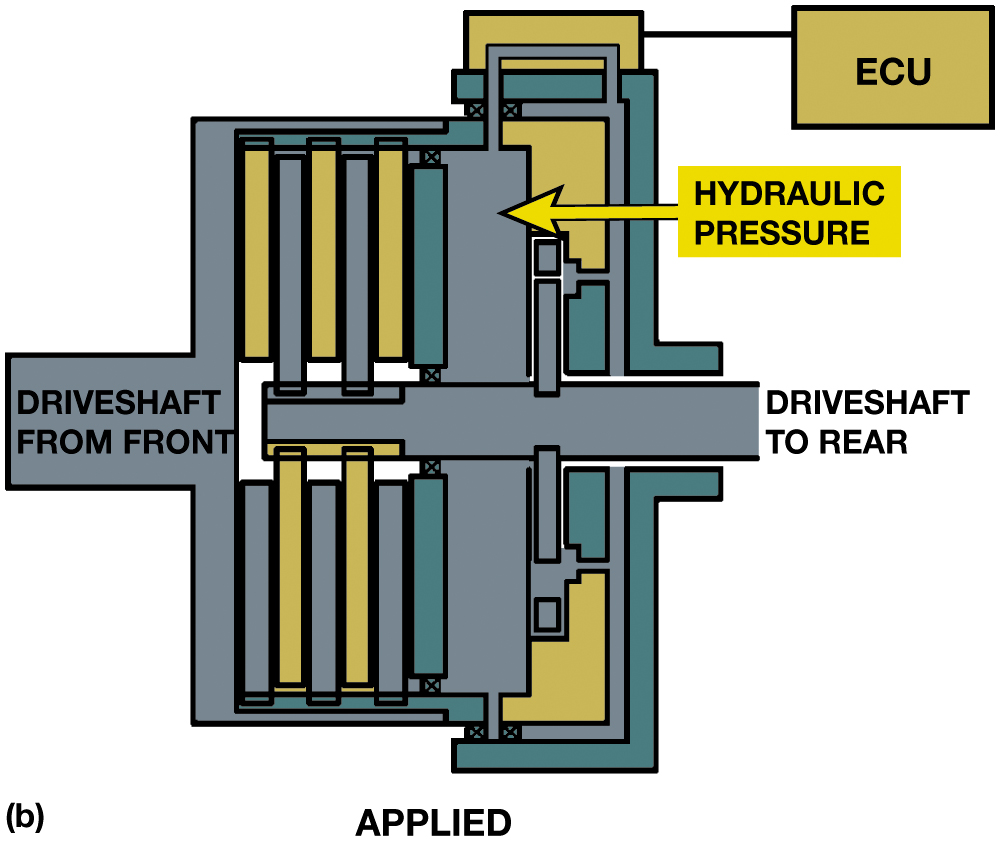 ECU
HYDRAULIC
PRESSURE
DRIVESHAFT
FROM FRONT
DRIVESHAFT
TO REAR
(b)
APPLIED